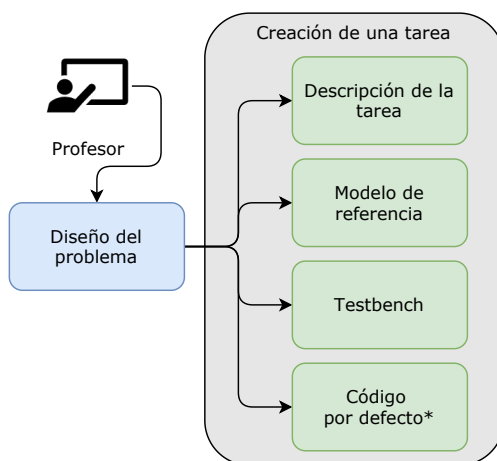 Creación de una tarea
Profesor
Diseño del
problema
Descripción de la
tarea
Modelo de
referencia
Testbench
Código
por defecto*